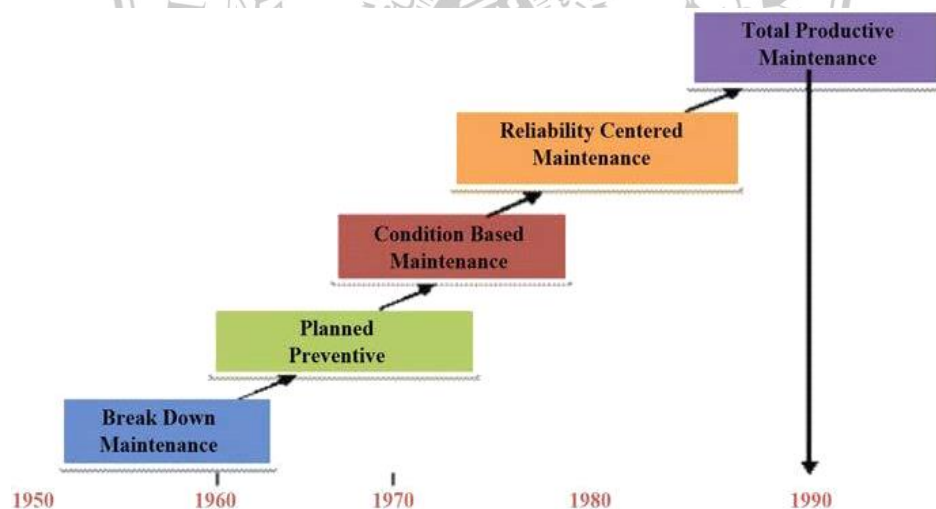 Total Productive
Maintenance
Reliability Centered
Maintenance
Condition Based
Maintenance
Planned
Preventive
Break Down
Maintenance
1950 1960 1970 1980 1990